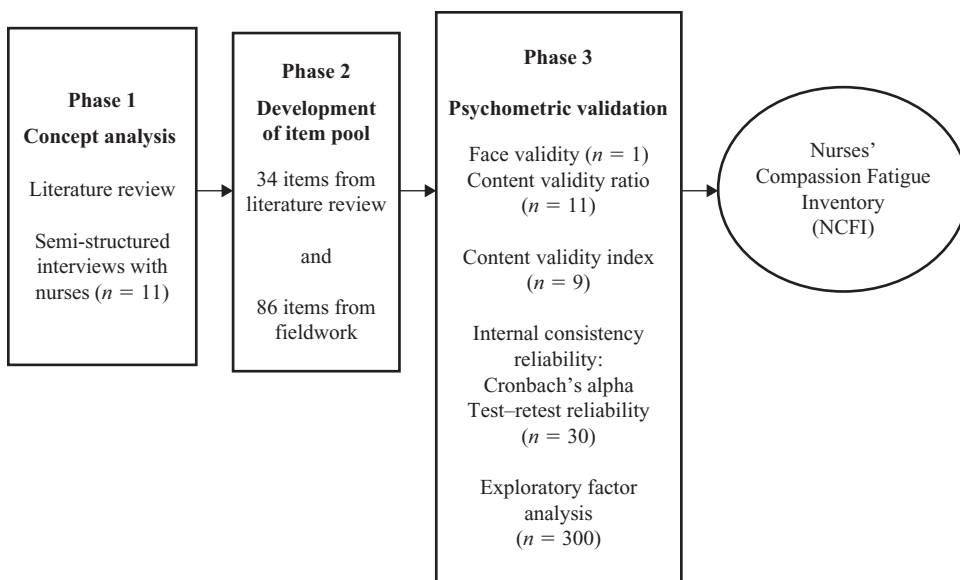 Phase 1
Concept analysis
Literature review
Semi-structured
interviews with
nurses (n = 11)
Phase 2
Development
of item pool
34 items from
literature review
and
86 items from
fieldwork
Phase 3
Psychometric validation
Face validity (n = 1)
Content validity ratio
(n = 11)
Content validity index
(n = 9)
Internal consistency
reliability:
Cronbach’s alpha
Test–retest reliability
(n = 30)
Exploratory factor
analysis
(n = 300)
Nurses’
Compassion Fatigue
Inventory
(NCFI)